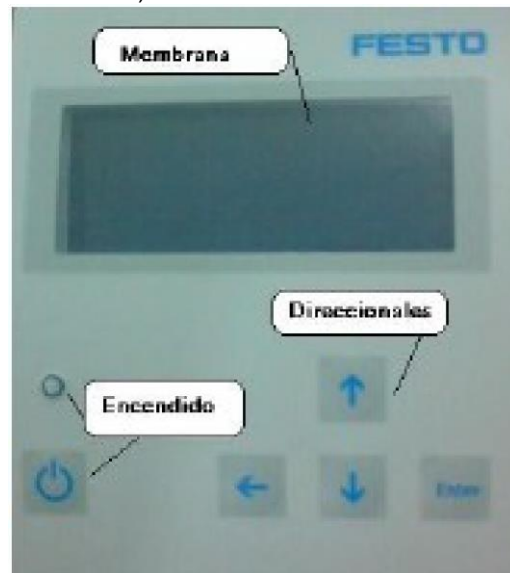 Membrana
FESTO
Direccionales
Encendido
Enter